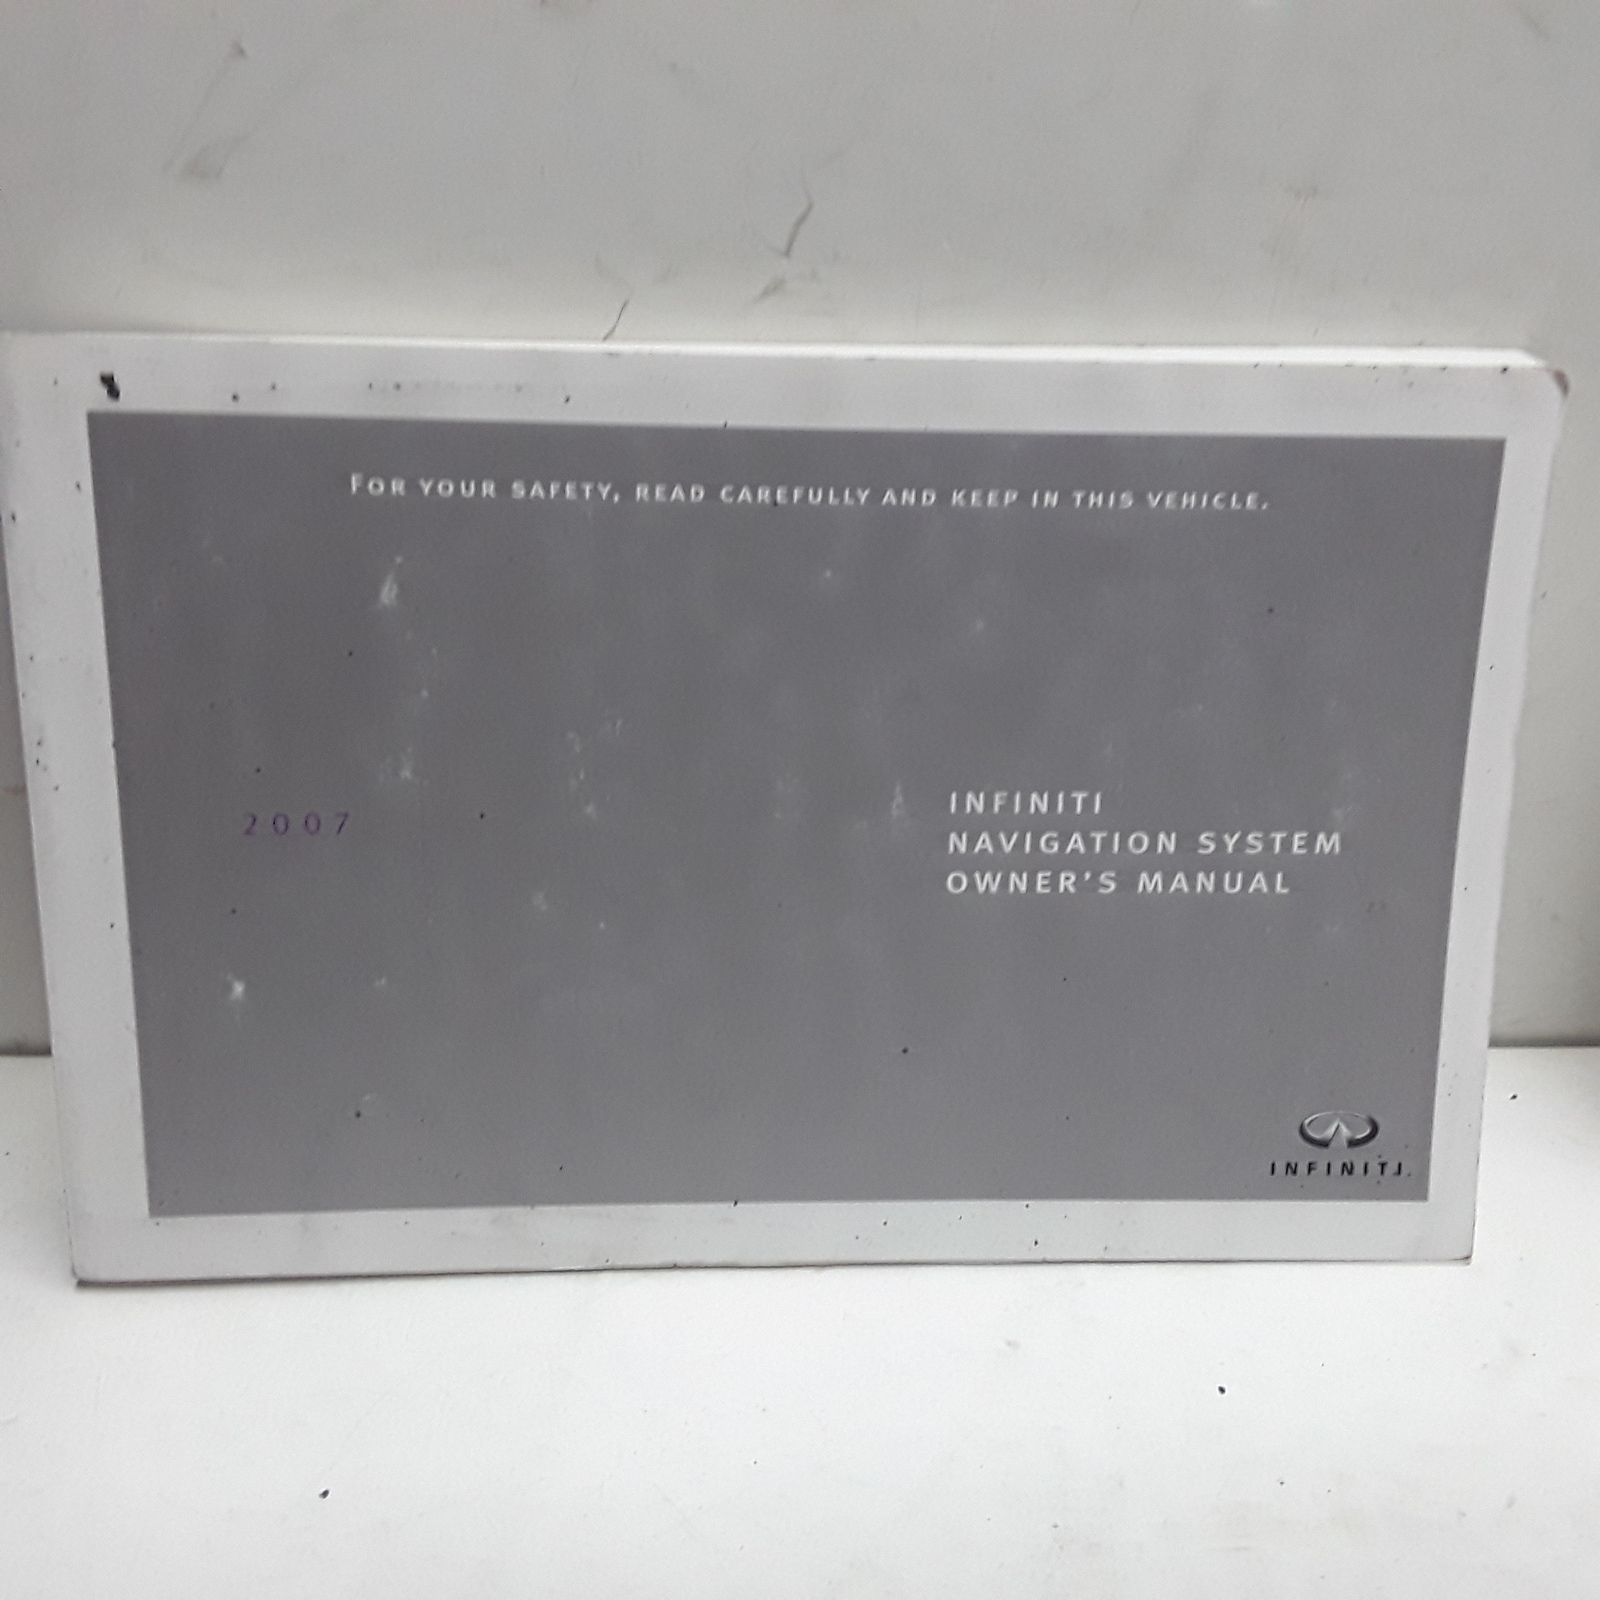 FOR YOUR SAFETY, READ CAREFULLY AND KEEP IN THIS VEHICLE.
2007
INFINITI
NAVIGATION SYSTEM
OWNER'S MANUAL
INFINITI.